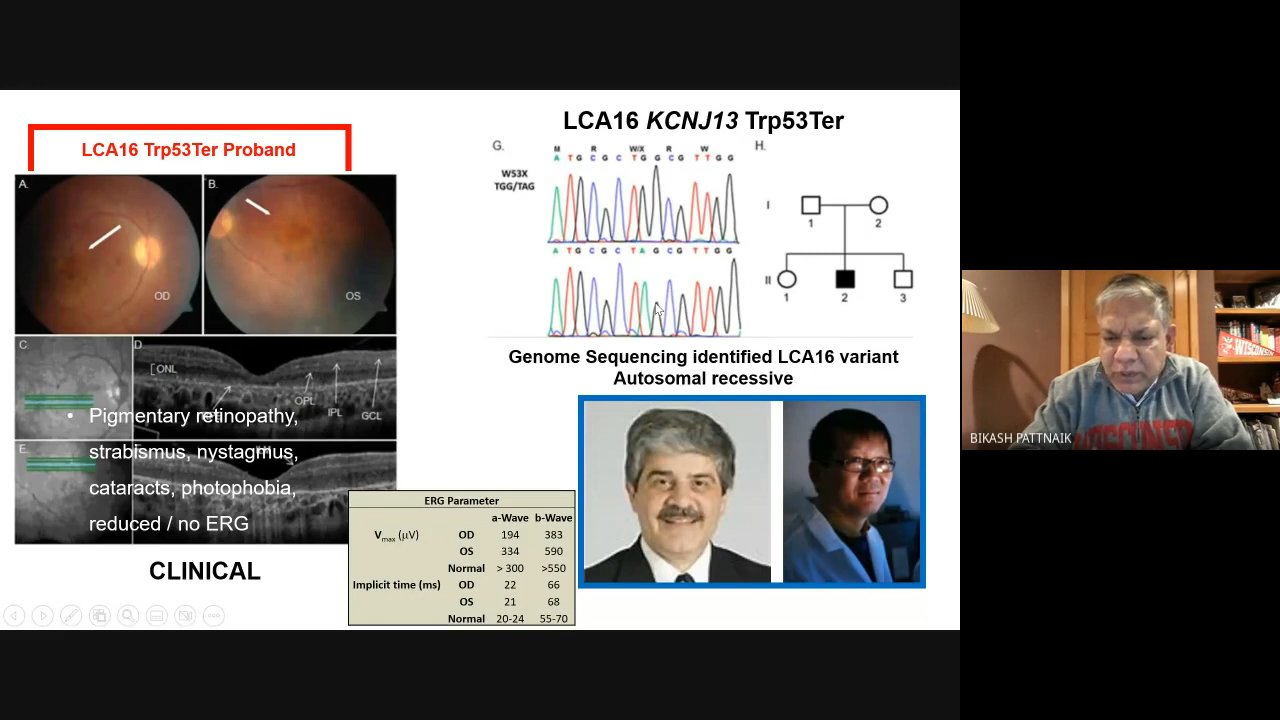 LCA16 KCNJ13 Trp53Ter
LCA16 Trp53Ter Proband
A.
B.
OD
OS
C
D
[ONL
OPL
IPL
GCL
E
• Pigmentary retinopathy,
strabismus, nystagmus,
cataracts, photophobia,
reduced / no ERG
CLINICAL
G.
M R W/X R W
A T G C G C T G G C G T T G G
W53X
TGG/TAG
A T G C G C T A G C G T T G G
H.
I
1 2
II
1 2 3
Genome Sequencing identified LCA16 variant
Autosomal recessive
ERG Parameter
a-Wave b-Wave
Vmax (µV) OD 194 383
OS 334 590
Normal > 300 >550
Implicit time (ms) OD 22 66
OS 21 68
Normal 20-24 55-70
WISCONSIN
BIKASH PATTNAIK